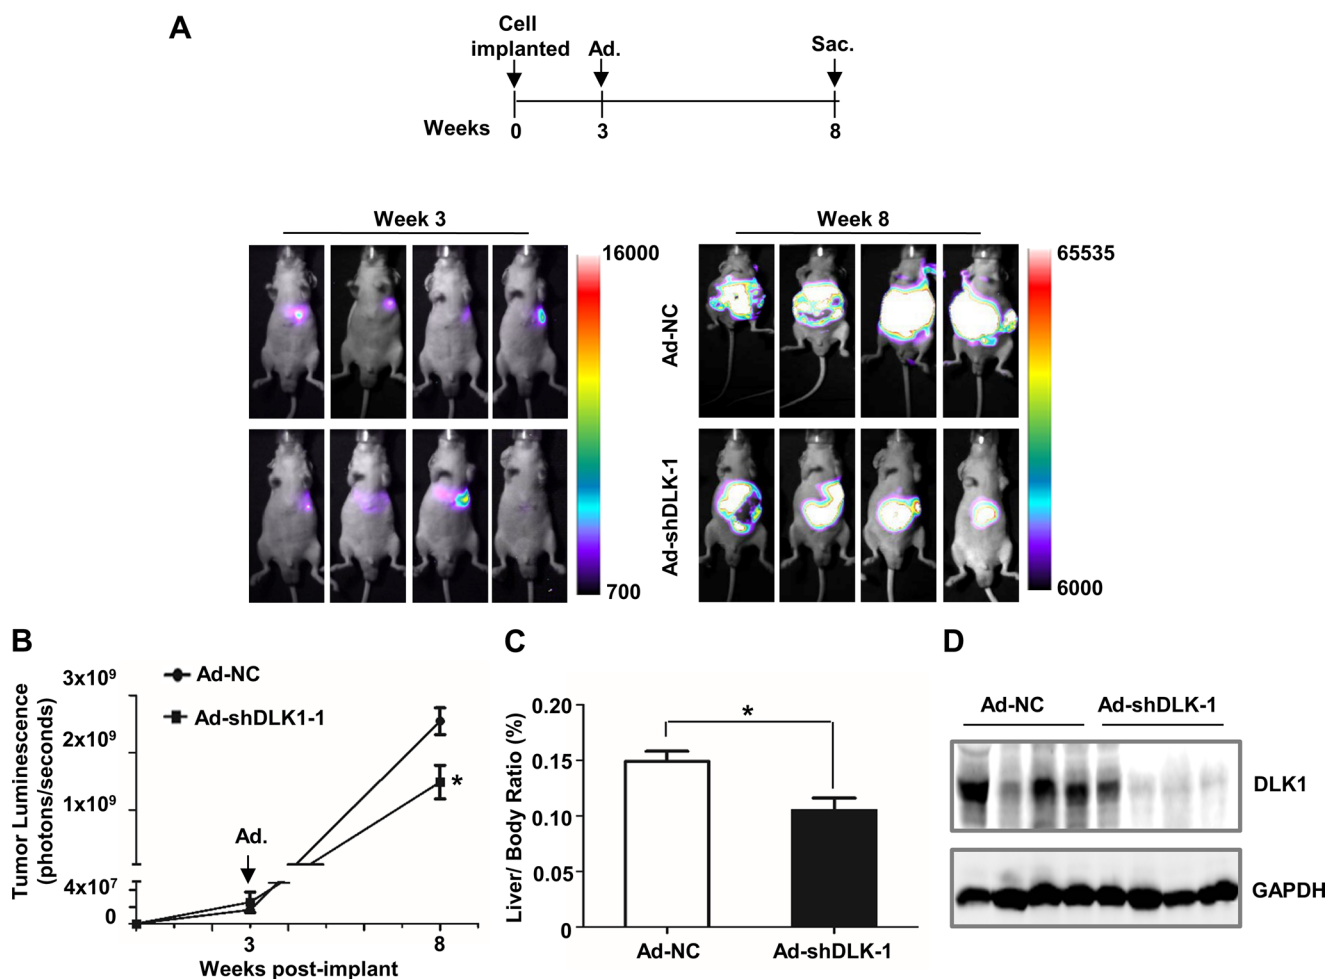 A
Cell
implanted
Ad.
Sac.
Weeks
0
3
8
Week 3
Week 8
16000
700
Ad-NC
Ad-shDLK-1
65535
6000
B
Tumor Luminescence
(photons/seconds)
3x10⁹
2x10⁹
1x10⁹
4x10⁷
0
Ad-NC
Ad-shDLK1-1
Ad.
*
3
8
Weeks post-implant
C
Liver/ Body Ratio (%)
0.20
0.15
0.10
0.05
0
*
Ad-NC
Ad-shDLK-1
D
Ad-NC
Ad-shDLK-1
DLK1
GAPDH